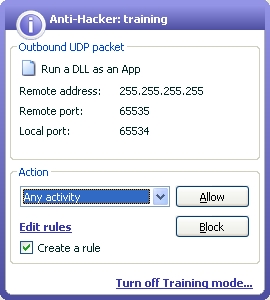 Anti-Hacker: training
Outbound UDP packet
Run a DLL as an App
Remote address: 255.255.255.255
Remote port: 65535
Local port: 65534
Action
Any activity
Allow
Edit rules
Block
Create a rule
Turn off Training mode...